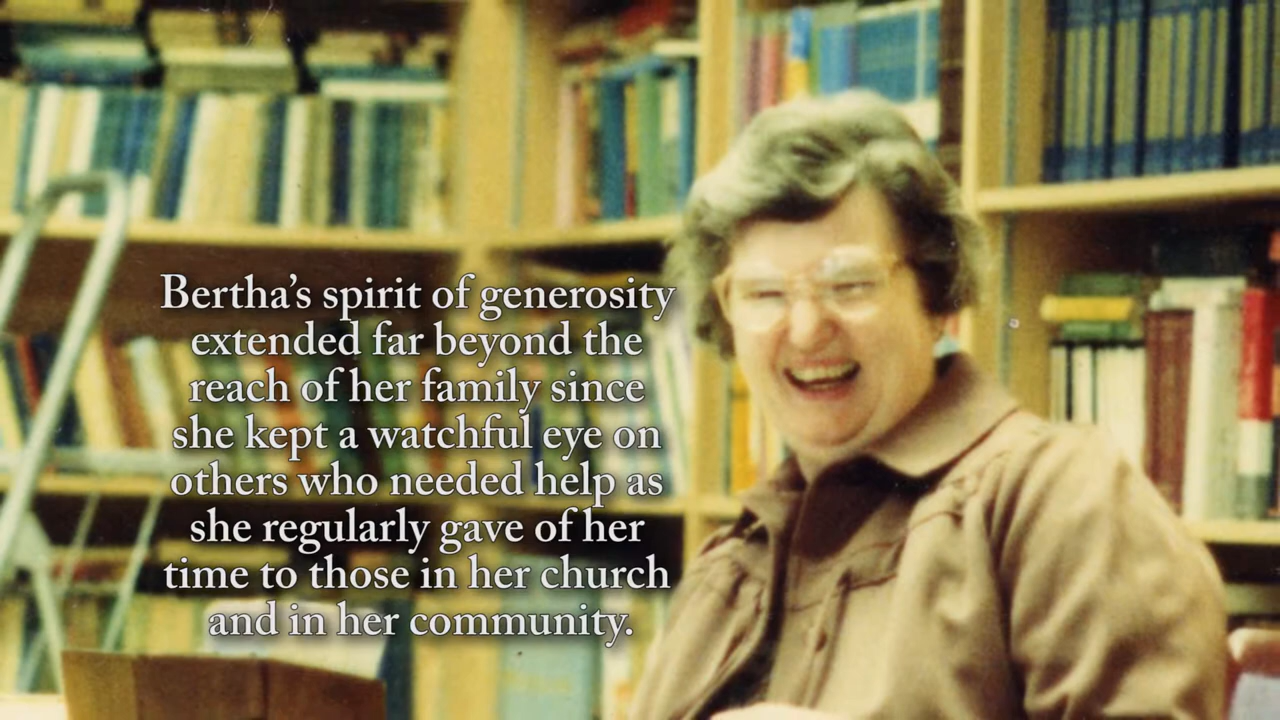 Bertha’s spirit of generosity
extended far beyond the
reach of her family since
she kept a watchful eye on
others who needed help as
she regularly gave of her
time to those in her church
and in her community.